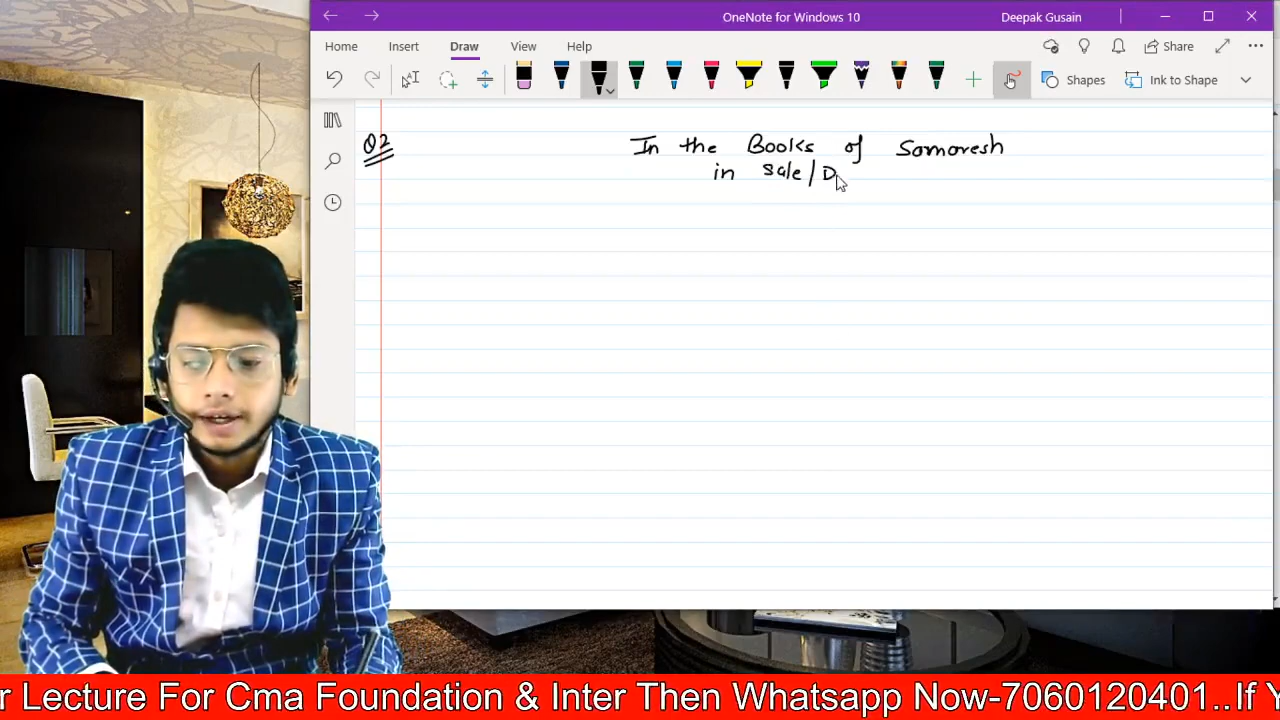 OneNote for Windows 10
Deepak Gusain
Home Insert Draw View Help
Share
Shapes
Ink to Shape
Q2
In the Books of Somoresh
in Sale/D
r Lecture For Cma Foundation & Inter Then Whatsapp Now-7060120401..If Y